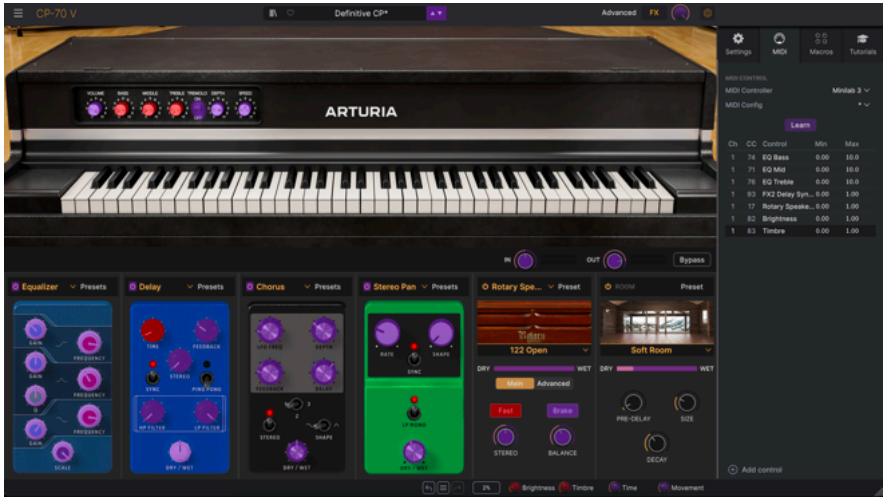 CP-70 V
Definitive CP*
Advanced FX
Settings MIDI Macros Tutorials
MIDI CONTROL
MIDI Controller Minilab 3
MIDI Config *
Learn
Ch CC Control Min Max
1 74 EQ Bass 0.00 10.0
1 71 EQ Mid 0.00 10.0
1 76 EQ Treble 0.00 10.0
1 93 FX2 Delay Syn... 0.00 1.00
1 17 Rotary Speake... 0.00 1.00
1 82 Brightness 0.00 1.00
1 83 Timbre 0.00 1.00
VOLUME BASS MIDDLE TREBLE TREMOLO DEPTH SPEED
ON
OFF
ARTURIA
IN OUT Bypass
Equalizer Presets Delay Presets Chorus Presets Stereo Pan Presets Rotary Spe... Preset ROOM Preset
GAIN
FREQUENCY
GAIN
Q
FREQUENCY
GAIN
SCALE
TIME FEEDBACK
STEREO
SYNC PING PONG
HP FILTER LP FILTER
DRY / WET
LFO FREQ DEPTH
FEEDBACK DELAY
3
2
STEREO SHAPE
DRY / WET
RATE SHAPE
SYNC
LP MONO
DRY / WET
122 Open
DRY WET
Main Advanced
Fast Brake
STEREO BALANCE
Soft Room
DRY WET
PRE-DELAY SIZE
DECAY
Add control
2% Brightness Timbre Time Movement